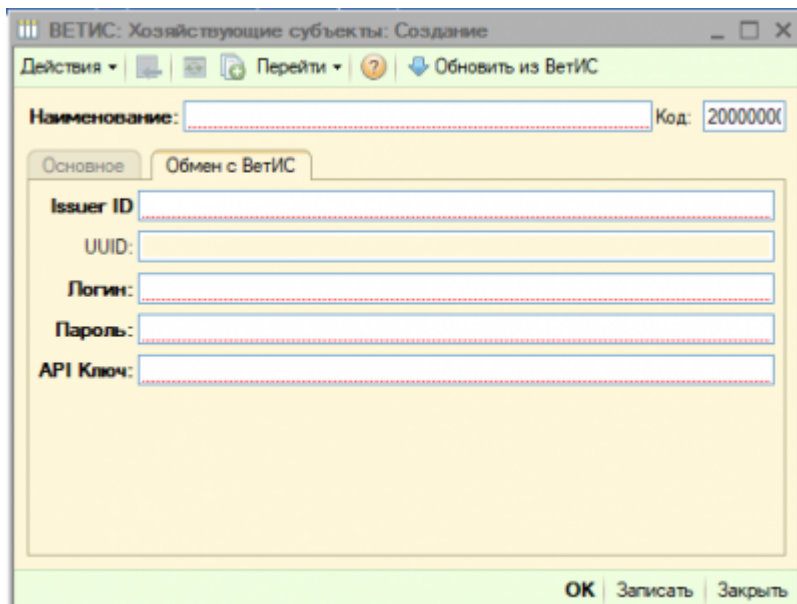 ВЕТИС: Хозяйствующие субъекты: Создание
Действия Перейти ? Обновить из ВетИС
Наименование: Код: 20000000
Основное Обмен с ВетИС
Issuer ID
UUID:
Логин:
Пароль:
API Ключ:
OK Записать Закрыть